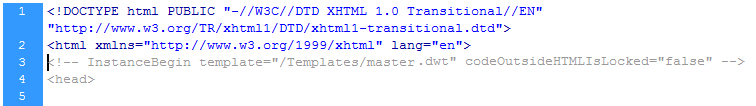 1 <!DOCTYPE html PUBLIC "-//W3C//DTD XHTML 1.0 Transitional//EN"
"http://www.w3.org/TR/xhtml1/DTD/xhtml1-transitional.dtd">
2 <html xmlns="http://www.w3.org/1999/xhtml" lang="en">
3 <!-- InstanceBegin template="/Templates/master.dwt" codeOutsideHTMLIsLocked="false" -->
4 <head>
5